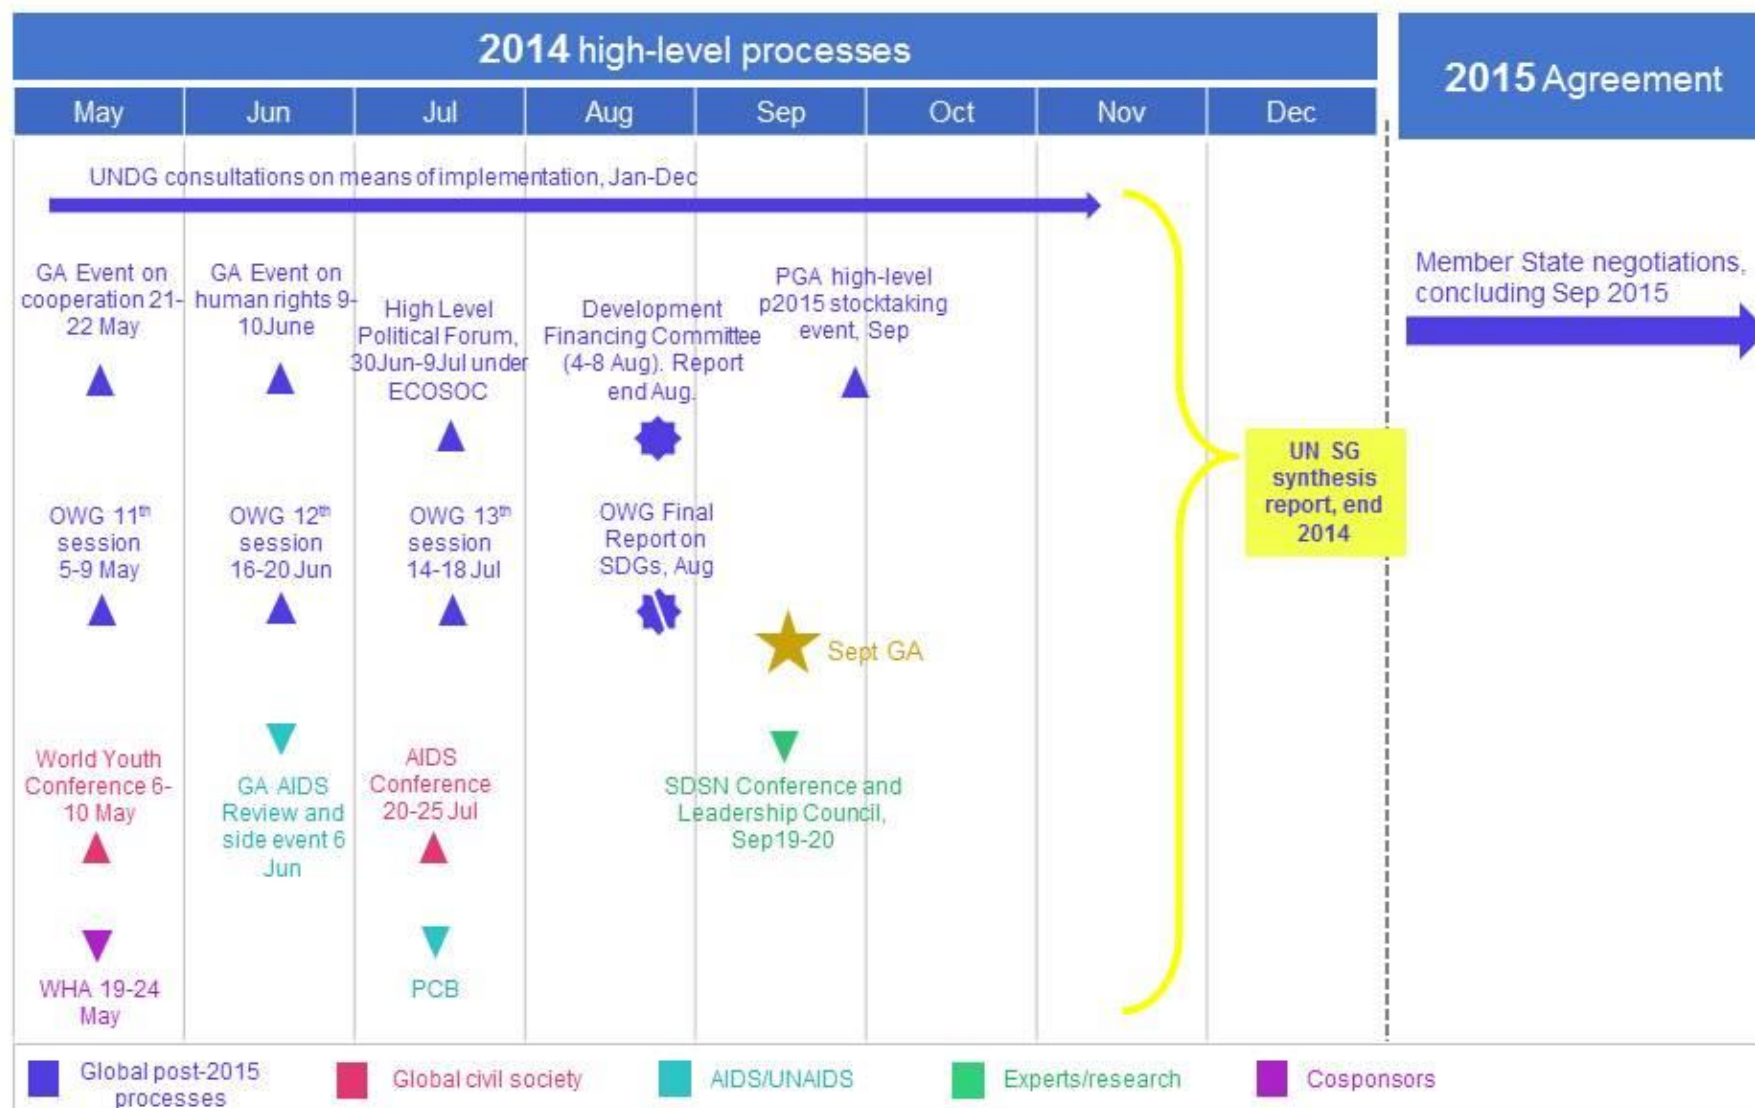 2014 high-level processes
2015 Agreement
May
Jun
Jul
Aug
Sep
Oct
Nov
Dec
UNDG consultations on means of implementation, Jan-Dec
GA Event on
cooperation 21-
22 May
GA Event on
human rights 9-
10June
High Level
Political Forum,
30Jun-9Jul under
ECOSOC
Development
Financing Committee
(4-8 Aug). Report
end Aug.
PGA high-level
p2015 stocktaking
event, Sep
Member State negotiations,
concluding Sep 2015
UN SG
synthesis
report, end
2014
OWG 11th
session
5-9 May
OWG 12th
session
16-20 Jun
OWG 13th
session
14-18 Jul
OWG Final
Report on
SDGs, Aug
Sept GA
World Youth
Conference 6-
10 May
GA AIDS
Review and
side event 6
Jun
AIDS
Conference
20-25 Jul
SDSN Conference and
Leadership Council,
Sep19-20
WHA 19-24
May
PCB
Global post-2015
processes
Global civil society
AIDS/UNAIDS
Experts/research
Cosponsors